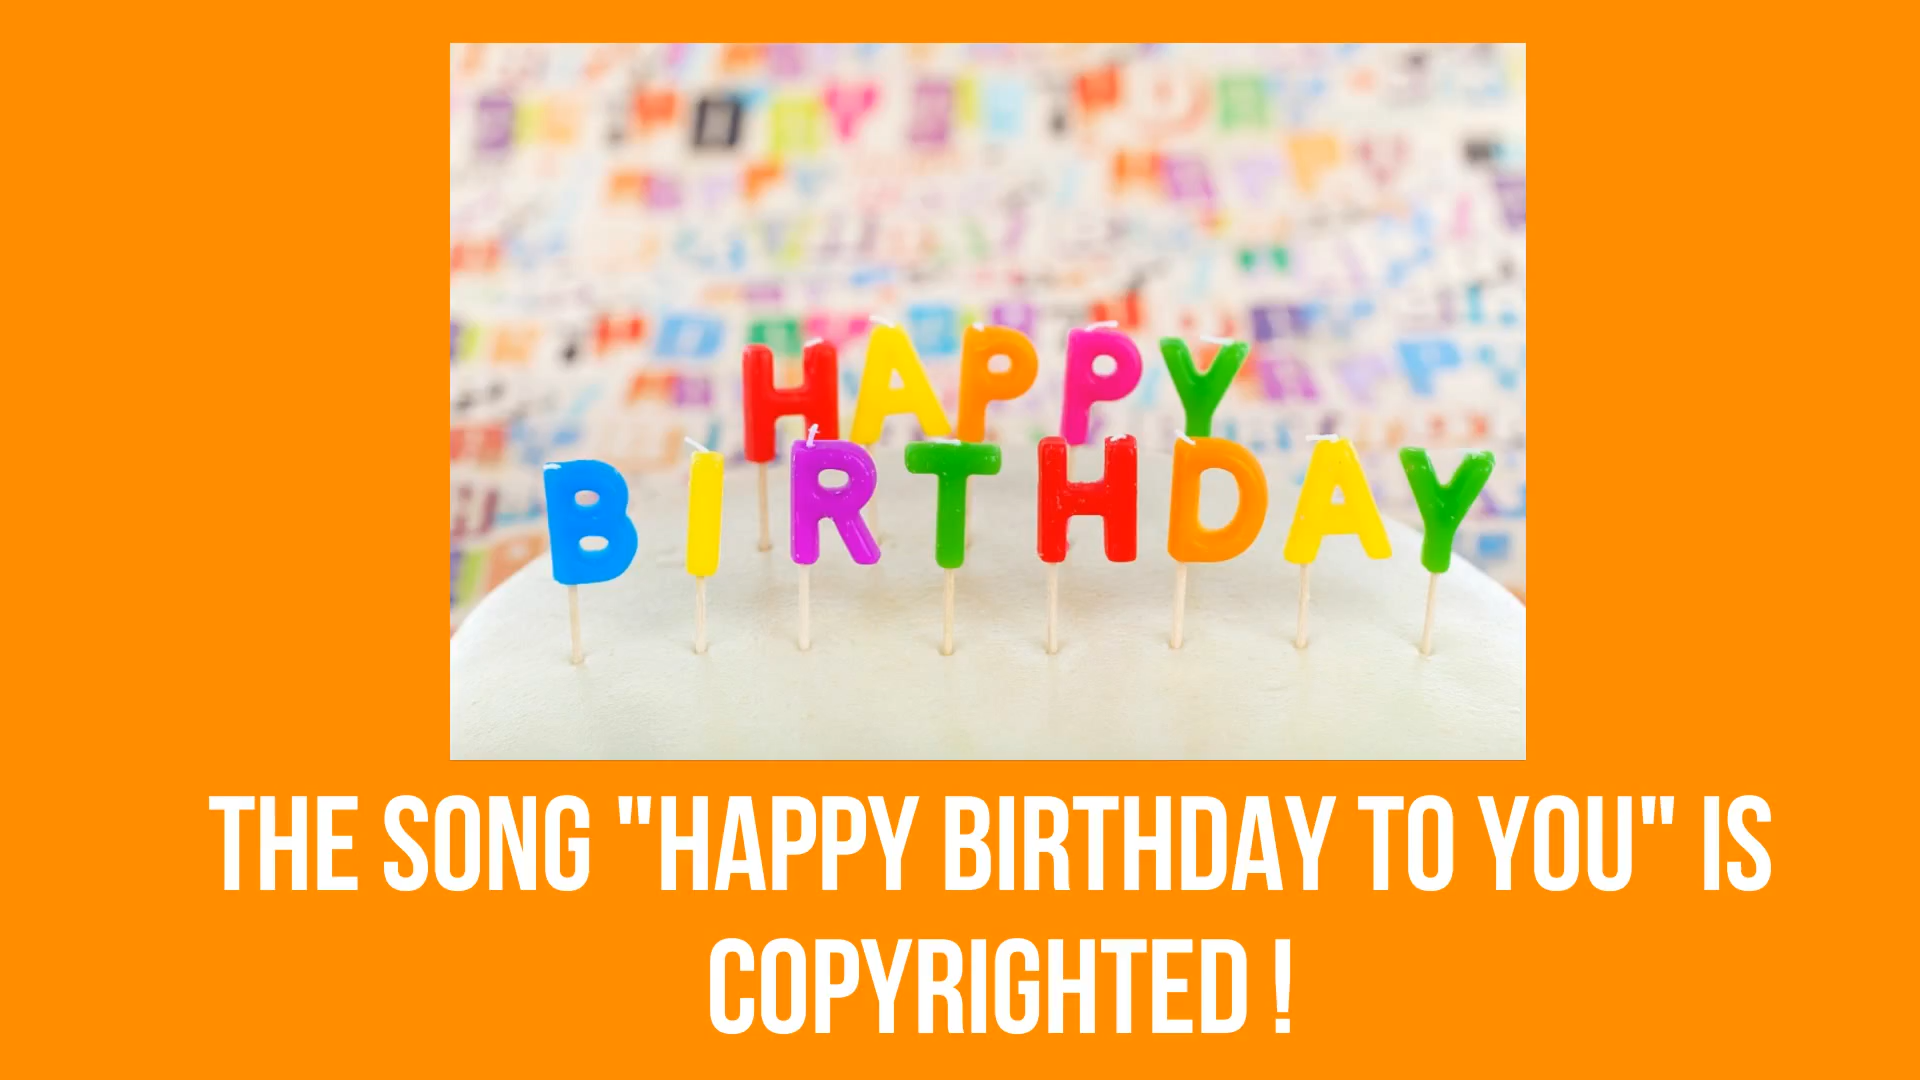 HAPPY
BIRTHDAY
THE SONG "HAPPY BIRTHDAY TO YOU" IS
COPYRIGHTED !